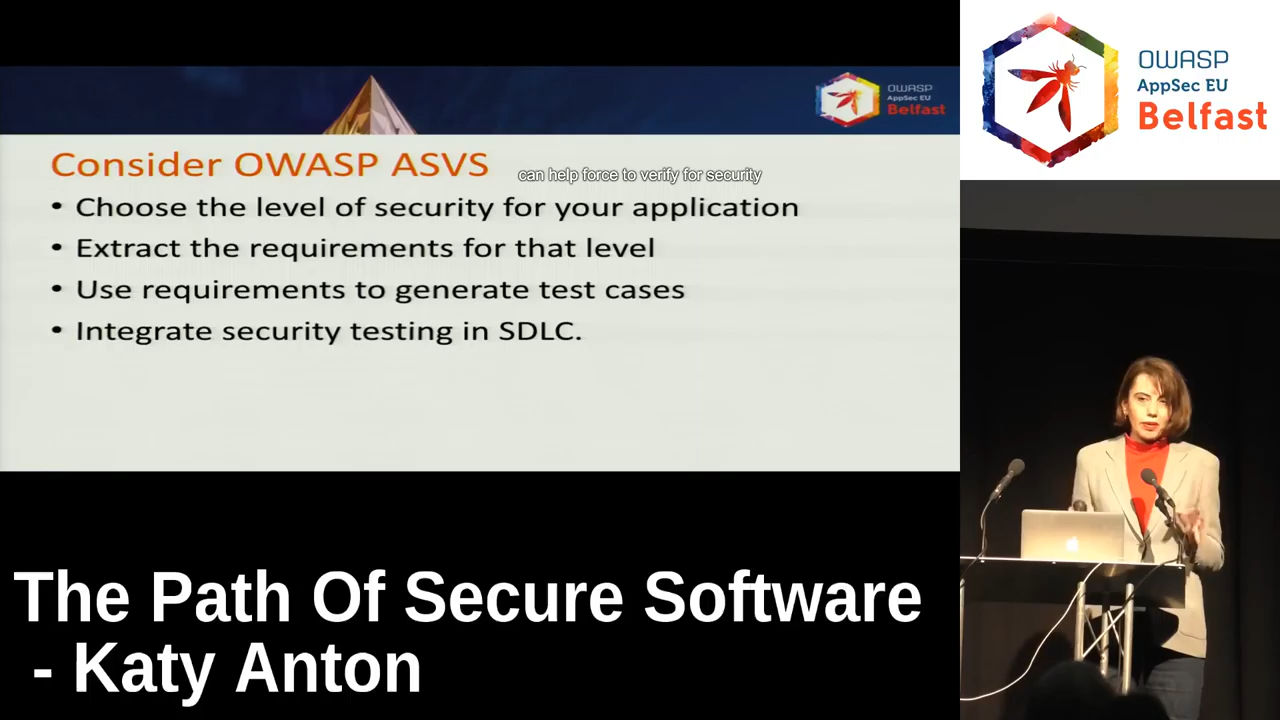 OWASP
AppSec EU
Belfast
OWASP
AppSec EU
Belfast
Consider OWASP ASVS
can help force to verify for security
• Choose the level of security for your application
• Extract the requirements for that level
• Use requirements to generate test cases
• Integrate security testing in SDLC.
The Path Of Secure Software
- Katy Anton